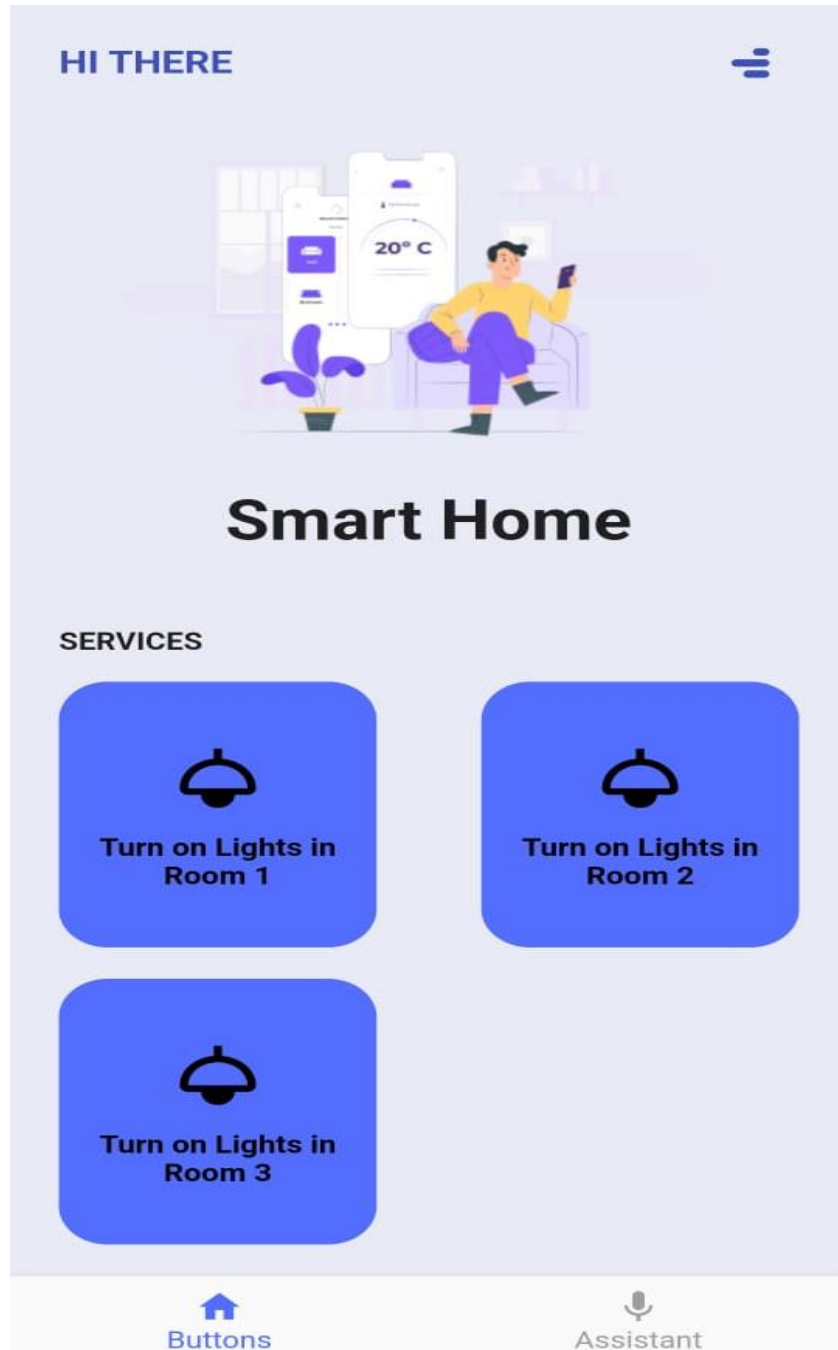 HI THERE
20° C
Smart Home
SERVICES
Turn on Lights in
Room 1
Turn on Lights in
Room 2
Turn on Lights in
Room 3
Buttons
Assistant